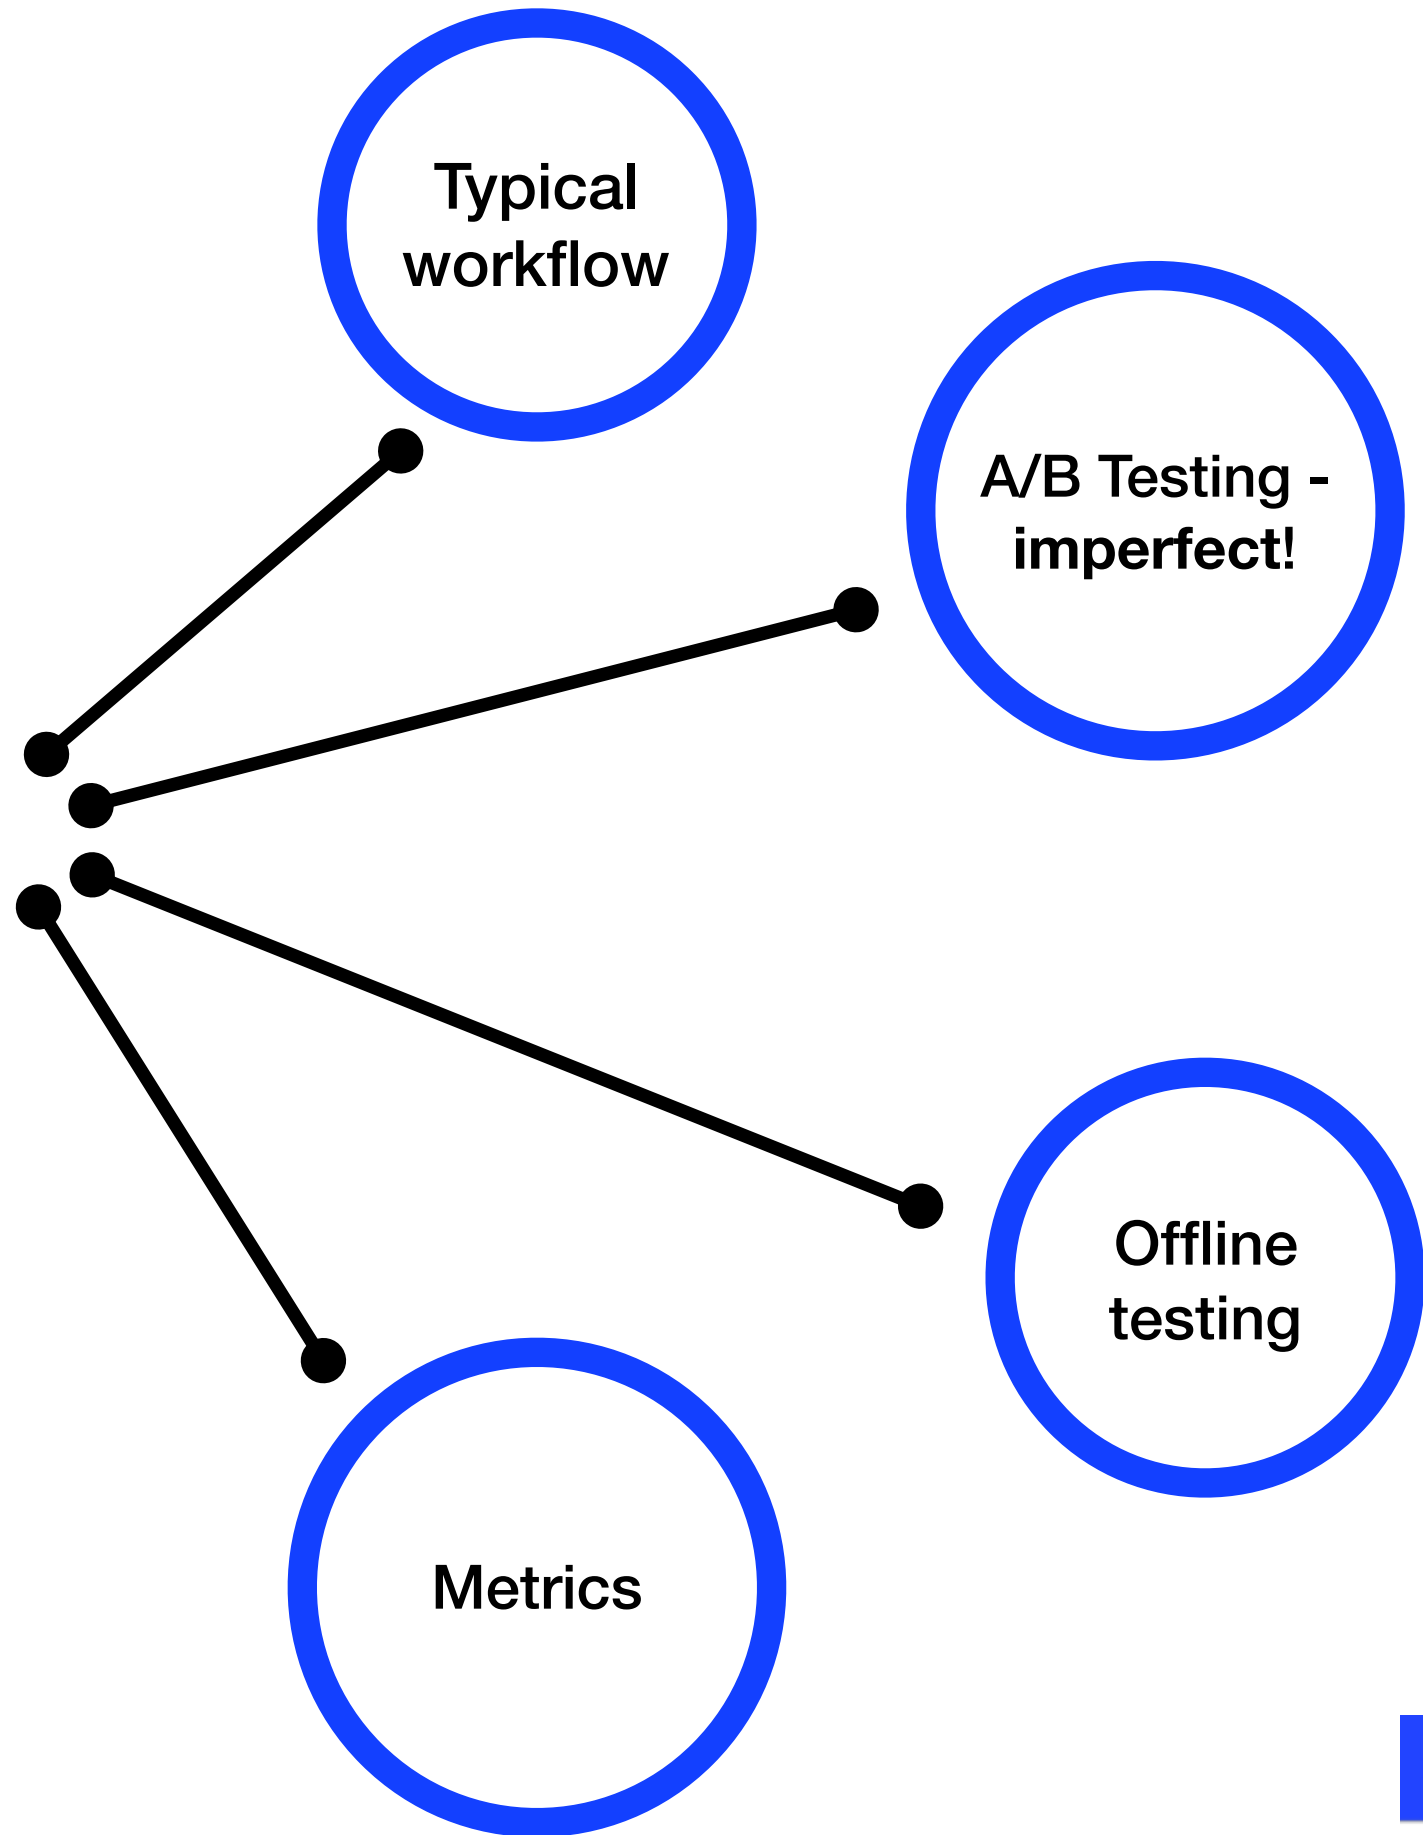 Typical
workflow
A/B Testing -
imperfect!
Offline
testing
Metrics